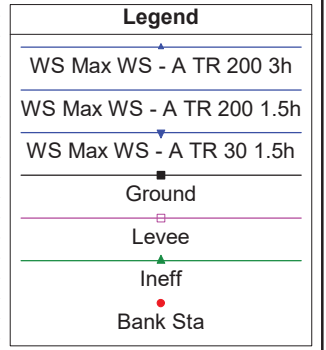 Legend
WS Max WS - A TR 200 3h
WS Max WS - A TR 200 1.5h
WS Max WS - A TR 30 1.5h
Ground
Levee
Ineff
Bank Sta